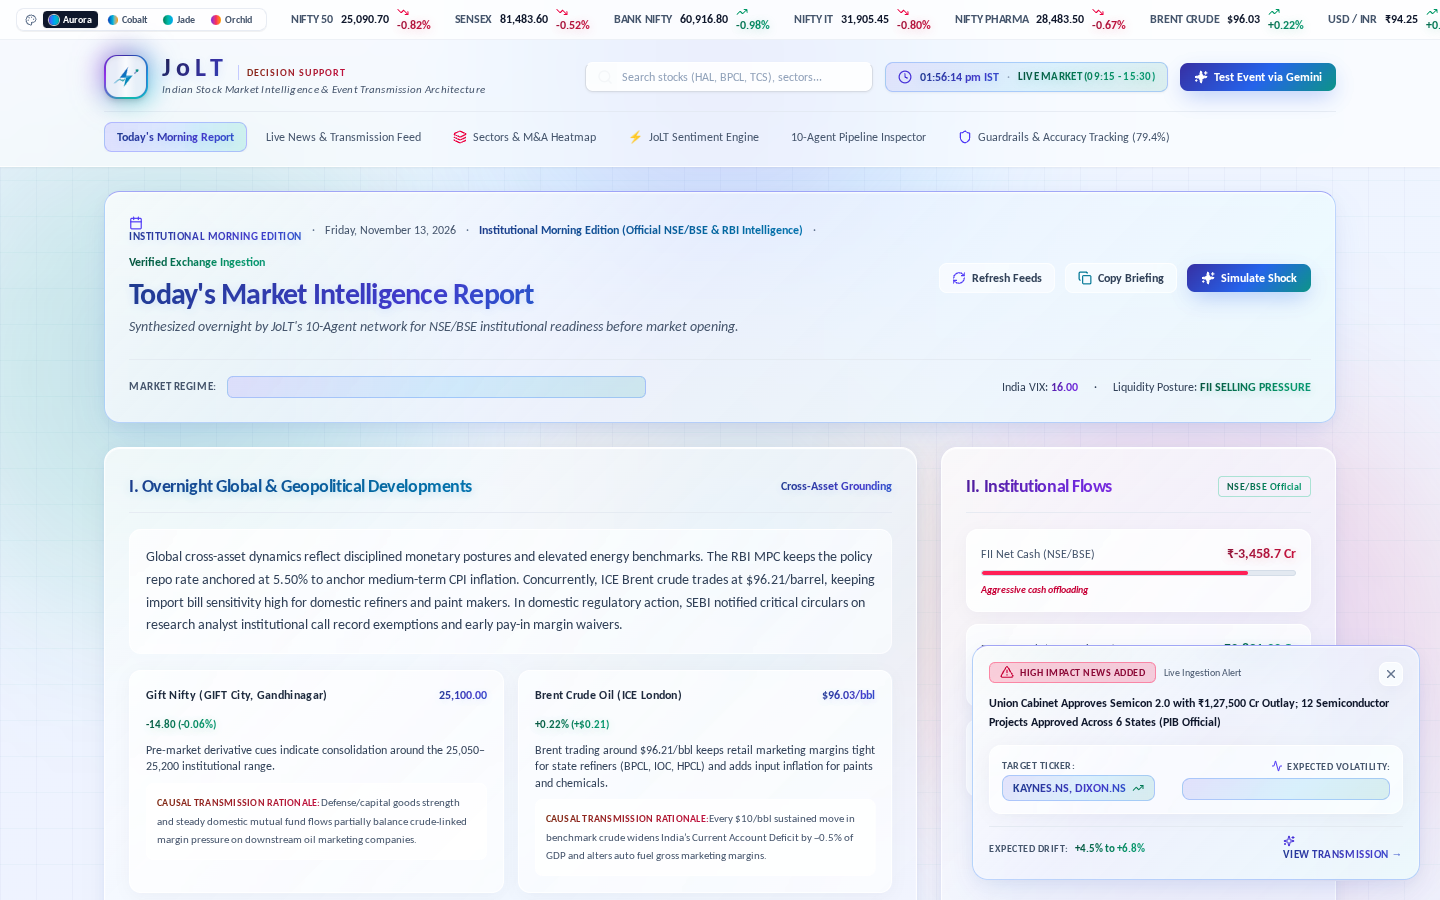 Aurora Cobalt Jade Orchid NIFTY 50 25,090.70 -0.82% SENSEX 81,483.60 -0.52% BANK NIFTY 60,916.80 -0.98% NIFTY IT 31,905.45 -0.80% NIFTY PHARMA 28,483.50 -0.67% BRENT CRUDE $96.03 +0.22% USD / INR ₹94.25
JoLT DECISION SUPPORT
Indian Stock Market Intelligence & Event Transmission Architecture
Search stocks (HAL, BPCL, TCS), sectors...
01:56:14 pm IST · LIVE MARKET (09:15 - 15:30)
Test Event via Gemini
Today's Morning Report Live News & Transmission Feed Sectors & M&A Heatmap ⚡ JoLT Sentiment Engine 10-Agent Pipeline Inspector Guardrails & Accuracy Tracking (79.4%)
INSTITUTIONAL MORNING EDITION · Friday, November 13, 2026 · Institutional Morning Edition (Official NSE/BSE & RBI Intelligence) ·
Verified Exchange Ingestion
Today's Market Intelligence Report
Synthesized overnight by JoLT's 10-Agent network for NSE/BSE institutional readiness before market opening.
Refresh Feeds Copy Briefing Simulate Shock
MARKET REGIME: India VIX: 16.00 · Liquidity Posture: FII SELLING PRESSURE
I. Overnight Global & Geopolitical Developments Cross-Asset Grounding
Global cross-asset dynamics reflect disciplined monetary postures and elevated energy benchmarks. The RBI MPC keeps the policy
repo rate anchored at 5.50% to anchor medium-term CPI inflation. Concurrently, ICE Brent crude trades at $96.21/barrel, keeping
import bill sensitivity high for domestic refiners and paint makers. In domestic regulatory action, SEBI notified critical circulars on
research analyst institutional call record exemptions and early pay-in margin waivers.
Gift Nifty (GIFT City, Gandhinagar) 25,100.00
-14.80 (-0.06%)
Pre-market derivative cues indicate consolidation around the 25,050–
25,200 institutional range.
CAUSAL TRANSMISSION RATIONALE: Defense/capital goods strength
and steady domestic mutual fund flows partially balance crude-linked
margin pressure on downstream oil marketing companies.
Brent Crude Oil (ICE London) $96.03/bbl
+0.22% (+$0.21)
Brent trading around $96.21/bbl keeps retail marketing margins tight
for state refiners (BPCL, IOC, HPCL) and adds input inflation for paints
and chemicals.
CAUSAL TRANSMISSION RATIONALE: Every $10/bbl sustained move in
benchmark crude widens India's Current Account Deficit by ~0.5% of
GDP and alters auto fuel gross marketing margins.
II. Institutional Flows NSE/BSE Official
FII Net Cash (NSE/BSE) ₹-3,458.7 Cr
Aggressive cash offloading
HIGH IMPACT NEWS ADDED Live Ingestion Alert
Union Cabinet Approves Semicon 2.0 with ₹1,27,500 Cr Outlay; 12 Semiconductor
Projects Approved Across 6 States (PIB Official)
TARGET TICKER: EXPECTED VOLATILITY:
KAYNES.NS, DIXON.NS
EXPECTED DRIFT: +4.5% to +6.8% VIEW TRANSMISSION →